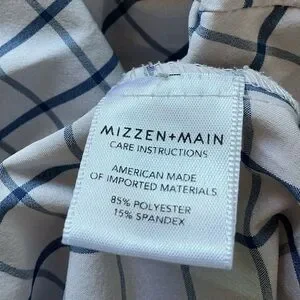 MIZZEN+MAIN
CARE INSTRUCTIONS
AMERICAN MADE
OF IMPORTED MATERIALS
85% POLYESTER
15% SPANDEX